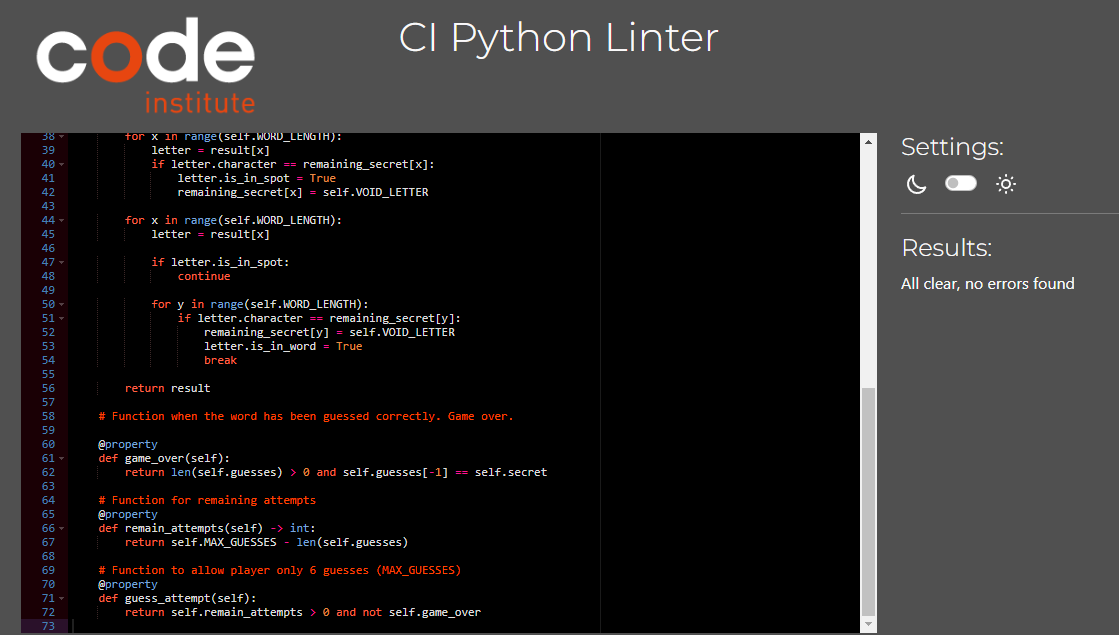 code
institute
CI Python Linter
38 for x in range(self.WORD_LENGTH):
39 letter = result[x]
40 if letter.character == remaining_secret[x]:
41 letter.is_in_spot = True
42 remaining_secret[x] = self.VOID_LETTER
43
44 for x in range(self.WORD_LENGTH):
45 letter = result[x]
46
47 if letter.is_in_spot:
48 continue
49
50 for y in range(self.WORD_LENGTH):
51 if letter.character == remaining_secret[y]:
52 remaining_secret[y] = self.VOID_LETTER
53 letter.is_in_word = True
54 break
55
56 return result
57
58 # Function when the word has been guessed correctly. Game over.
59
60 @property
61 def game_over(self):
62 return len(self.guesses) > 0 and self.guesses[-1] == self.secret
63
64 # Function for remaining attempts
65 @property
66 def remain_attempts(self) -> int:
67 return self.MAX_GUESSES - len(self.guesses)
68
69 # Function to allow player only 6 guesses (MAX_GUESSES)
70 @property
71 def guess_attempt(self):
72 return self.remain_attempts > 0 and not self.game_over
73
Settings:
Results:
All clear, no errors found